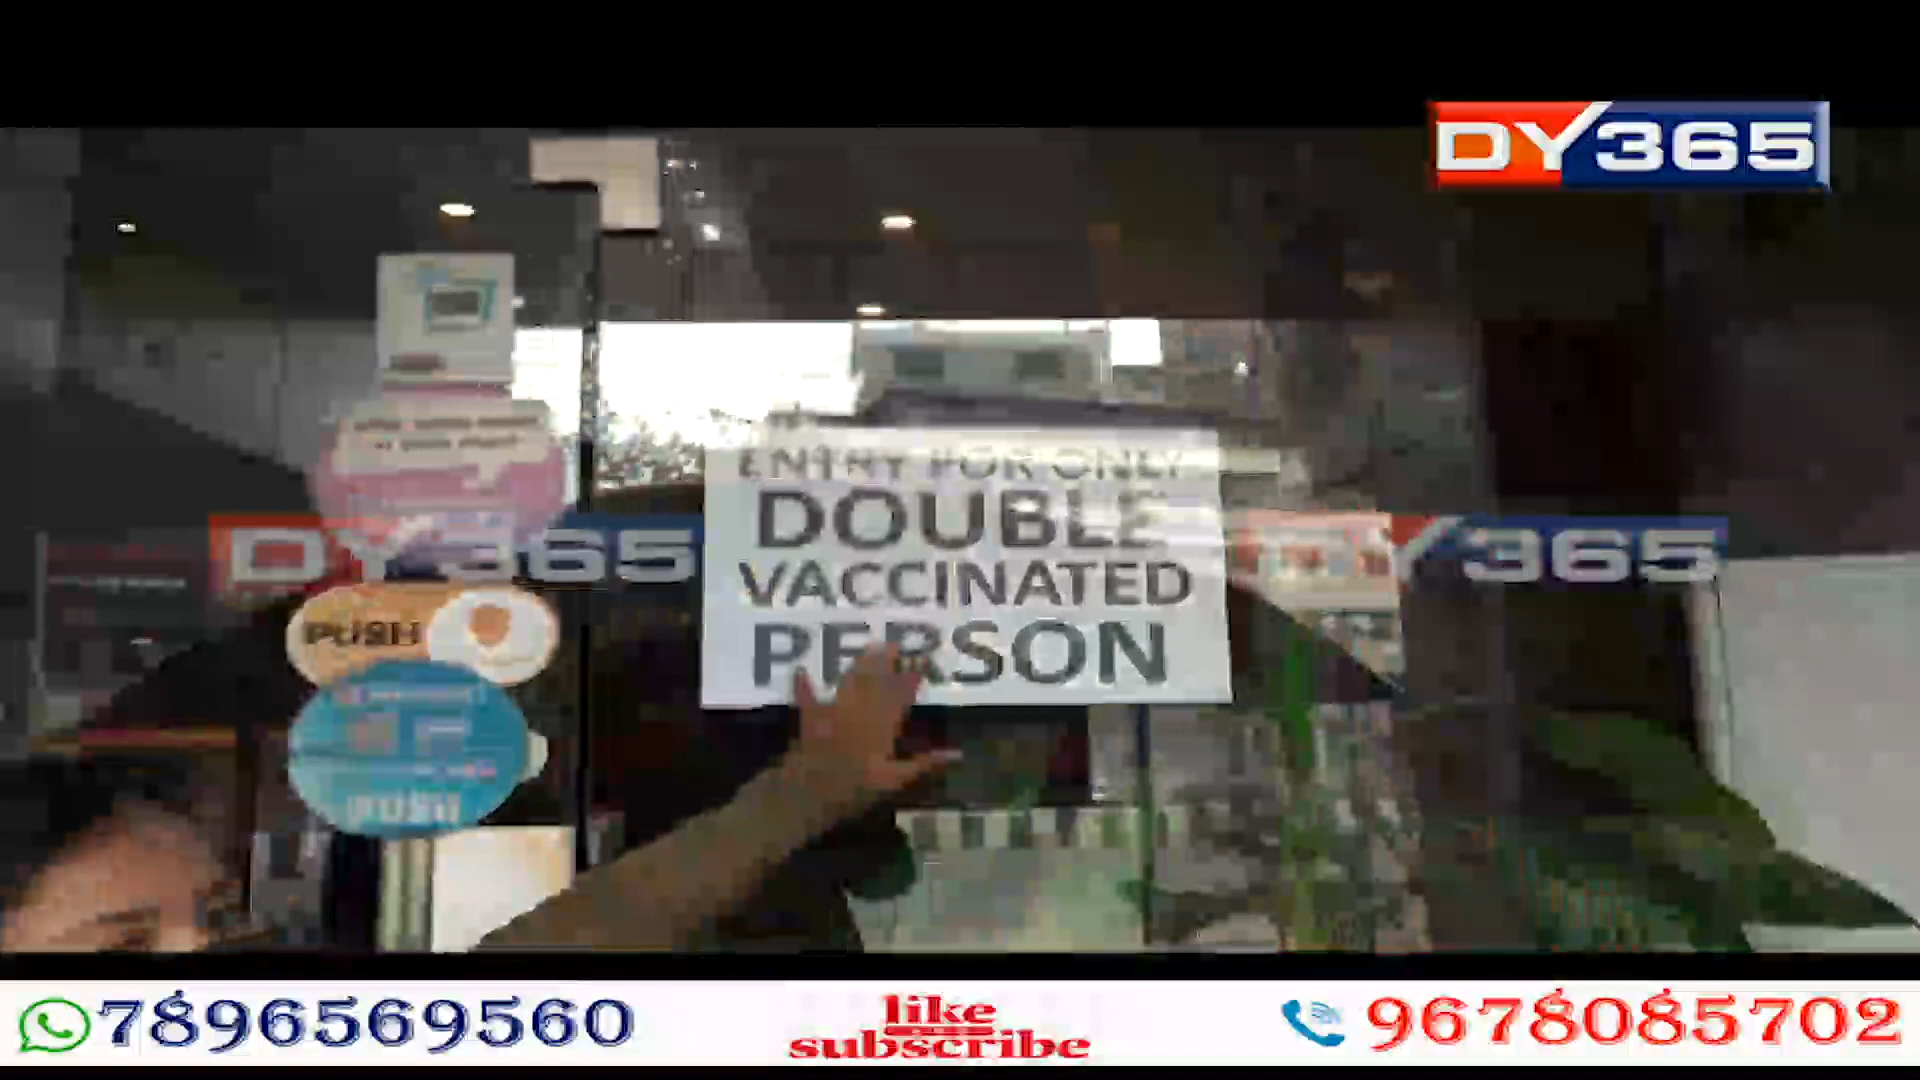 DY365
ENTRY FOR ONLY
DOUBLE
VACCINATED
PERSON
DY365
DY365
PUSH
PUSH
7896569560
like
subscribe
9678085702